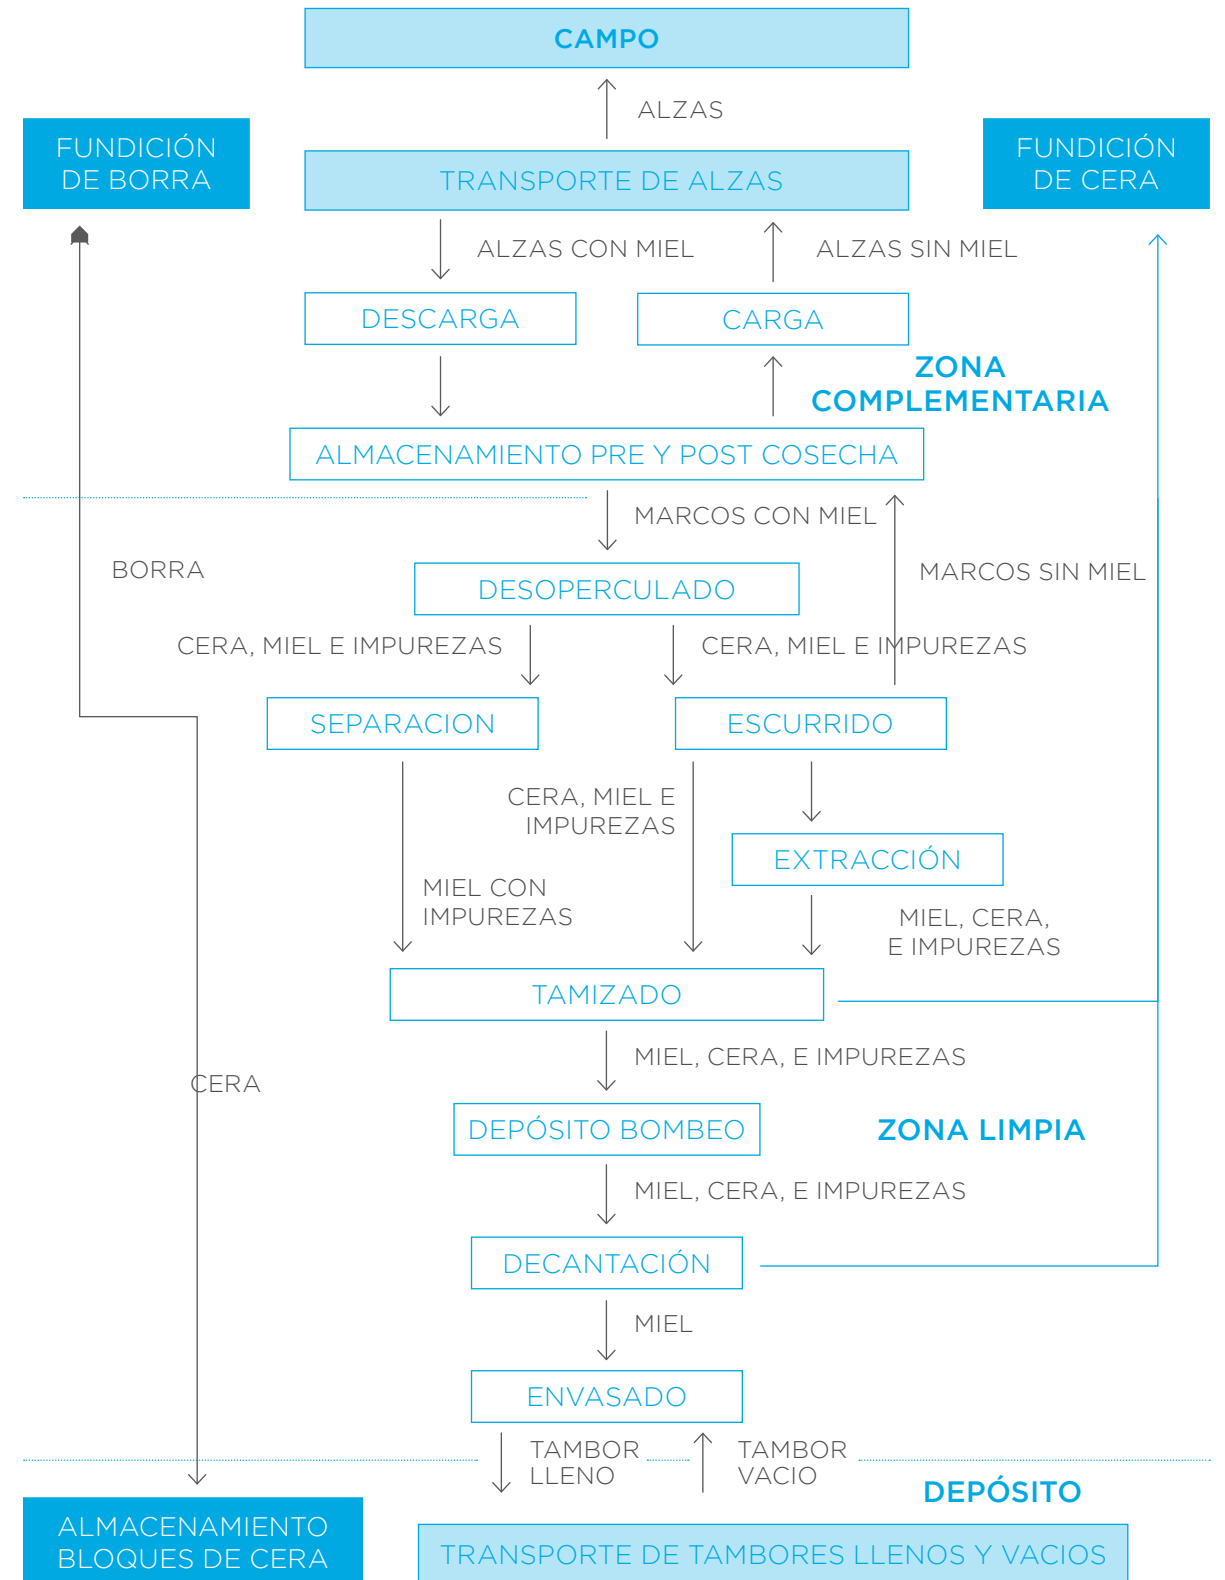 CAMPO
ALZAS
FUNDICIÓN
DE BORRA
TRANSPORTE DE ALZAS
FUNDICIÓN
DE CERA
ALZAS CON MIEL
ALZAS SIN MIEL
DESCARGA
CARGA
ZONA
COMPLEMENTARIA
ALMACENAMIENTO PRE Y POST COSECHA
MARCOS CON MIEL
BORRA
DESOPERCULADO
MARCOS SIN MIEL
CERA, MIEL E IMPUREZAS
CERA, MIEL E IMPUREZAS
SEPARACION
ESCURRIDO
CERA, MIEL E
IMPUREZAS
EXTRACCIÓN
MIEL CON
IMPUREZAS
MIEL, CERA,
E IMPUREZAS
TAMIZADO
MIEL, CERA, E IMPUREZAS
CERA
DEPÓSITO BOMBEO
ZONA LIMPIA
MIEL, CERA, E IMPUREZAS
DECANTACIÓN
MIEL
ENVASADO
TAMBOR
LLENO
TAMBOR
VACIO
DEPÓSITO
ALMACENAMIENTO
BLOQUES DE CERA
TRANSPORTE DE TAMBORES LLENOS Y VACIOS